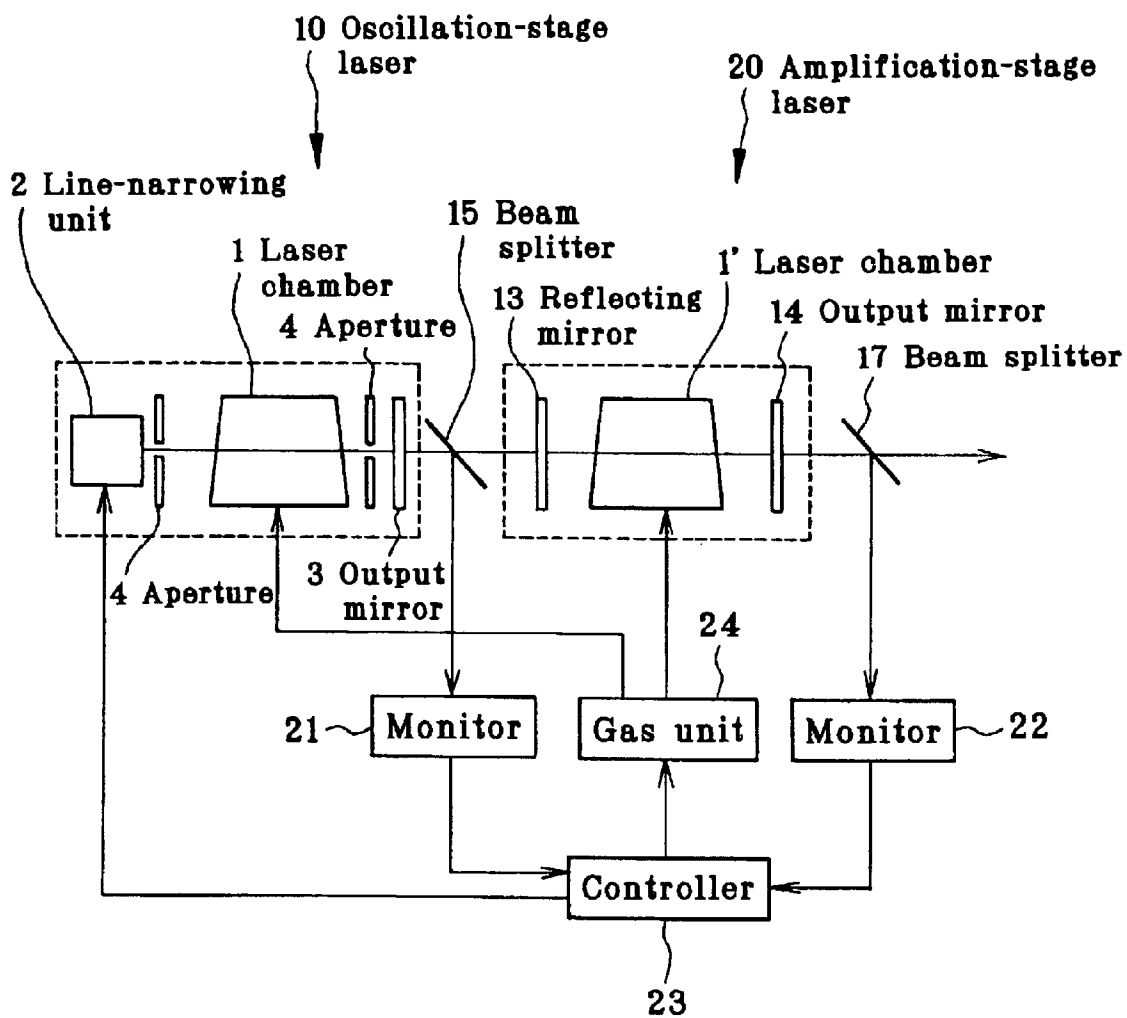 10 Oscillation-stage
laser
20 Amplification-stage
laser
2 Line-narrowing
unit
15 Beam
splitter
1 Laser
chamber
1' Laser chamber
13 Reflecting
mirror
4 Aperture
14 Output mirror
17 Beam splitter
4 Aperture
3 Output
mirror
24
21
Monitor
Gas unit
Monitor
22
Controller
23